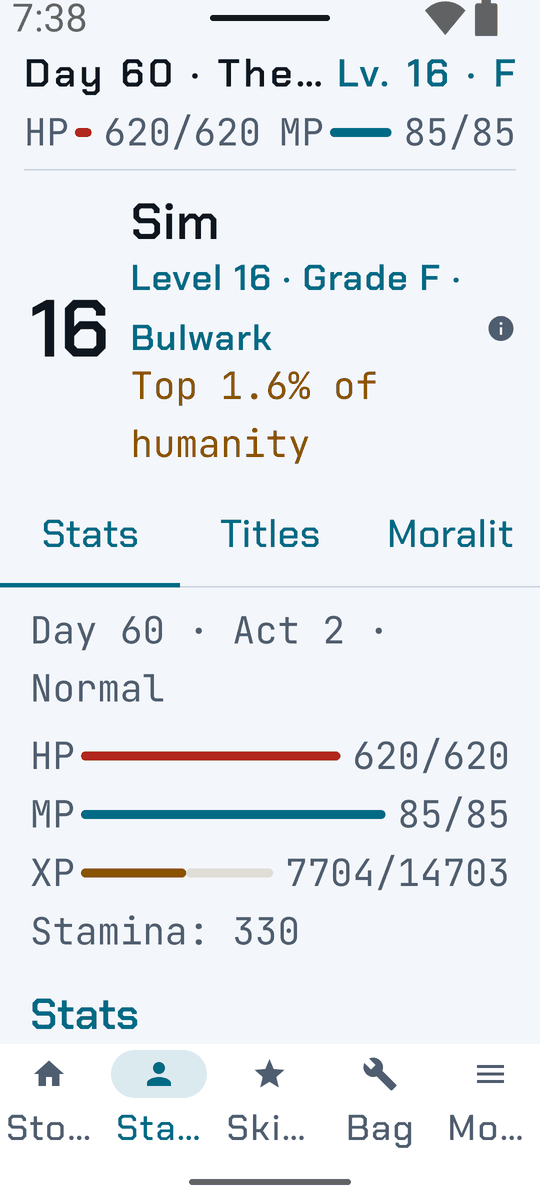 7:38
Day 60 · The… Lv. 16 · F
HP 620/620 MP 85/85
Sim
Level 16 · Grade F ·
Bulwark
16
Top 1.6% of
humanity
Stats Titles Moralit
Day 60 · Act 2 ·
Normal
HP 620/620
MP 85/85
XP 7704/14703
Stamina: 330
Stats
Sto… Sta… Ski… Bag Mo…